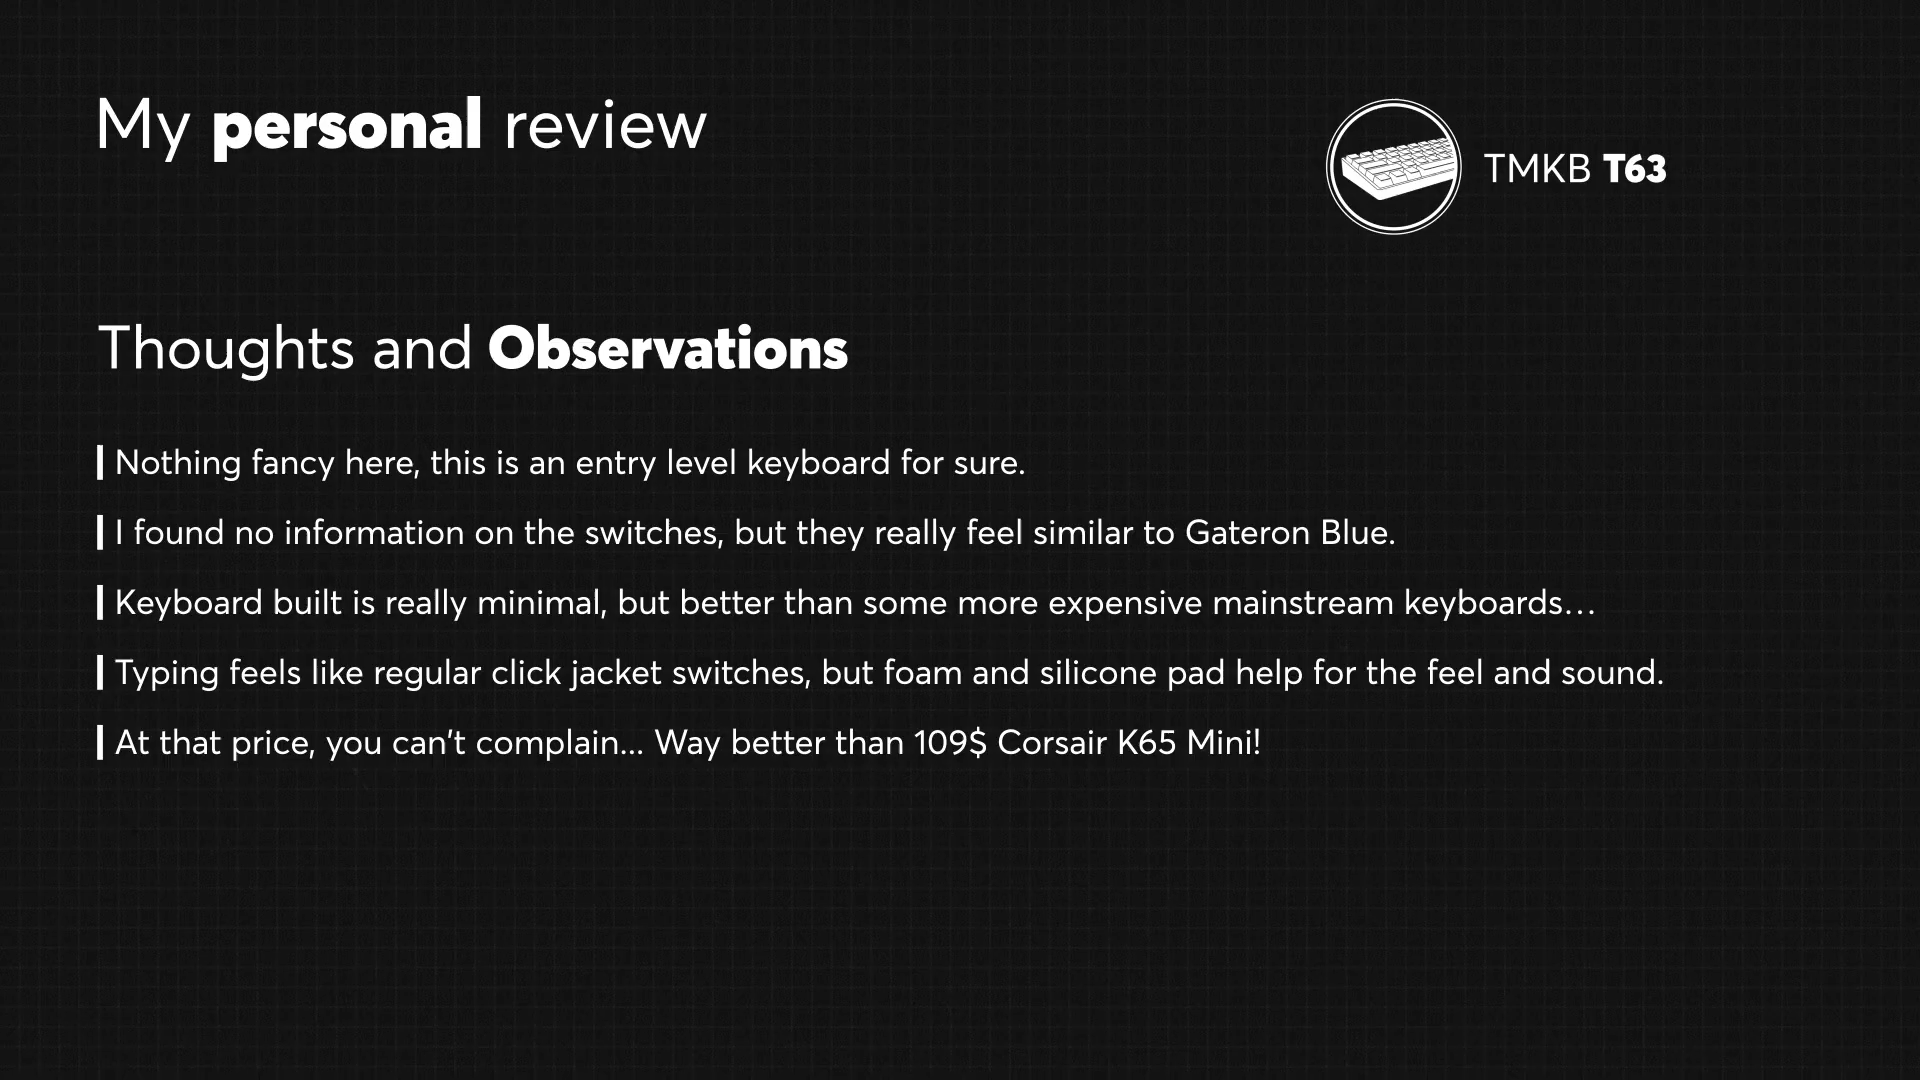 My personal review
TMKB T63
Thoughts and Observations
Nothing fancy here, this is an entry level keyboard for sure.
I found no information on the switches, but they really feel similar to Gateron Blue.
Keyboard built is really minimal, but better than some more expensive mainstream keyboards…
Typing feels like regular click jacket switches, but foam and silicone pad help for the feel and sound.
At that price, you can't complain... Way better than 109$ Corsair K65 Mini!